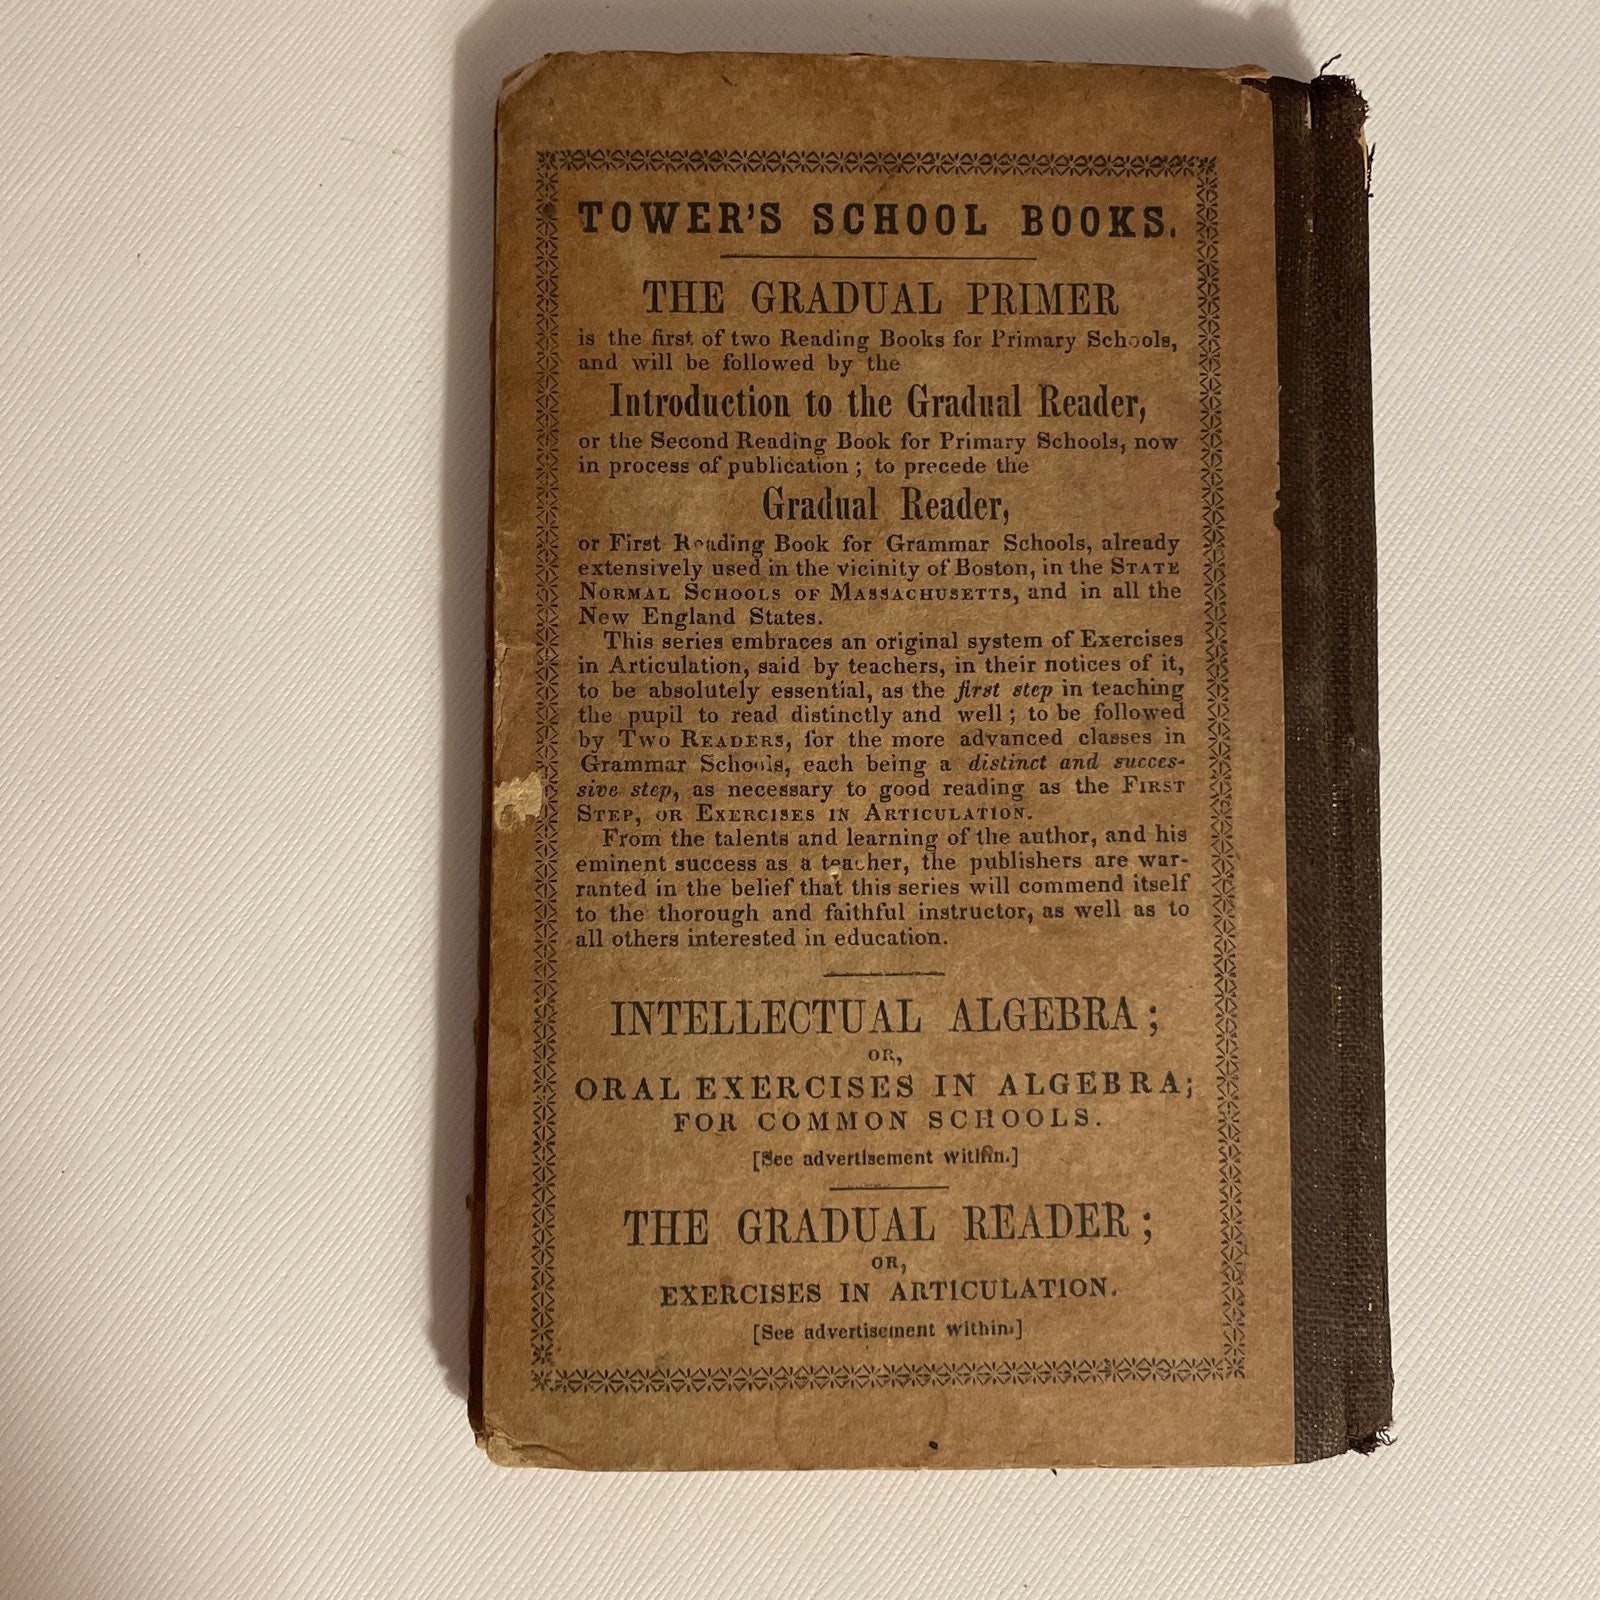 TOWER'S SCHOOL BOOKS.
THE GRADUAL PRIMER
is the first of two Reading Books for Primary Schools,
and will be followed by the
Introduction to the Gradual Reader,
or the Second Reading Book for Primary Schools, now
in process of publication; to precede the
Gradual Reader,
or First Reading Book for Grammar Schools, already
extensively used in the vicinity of Boston, in the STATE
NORMAL SCHOOLS OF MASSACHUSETTS, and in all the
New England States.
This series embraces an original system of Exercises
in Articulation, said by teachers, in their notices of it,
to be absolutely essential, as the first step in teaching
the pupil to read distinctly and well; to be followed
by TWO READERS, for the more advanced classes in
Grammar Schools, each being a distinct and succes-
sive step, as necessary to good reading as the FIRST
STEP, OR EXERCISES IN ARTICULATION.
From the talents and learning of the author, and his
eminent success as a teacher, the publishers are war-
ranted in the belief that this series will commend itself
to the thorough and faithful instructor, as well as to
all others interested in education.
INTELLECTUAL ALGEBRA;
OR,
ORAL EXERCISES IN ALGEBRA;
FOR COMMON SCHOOLS.
[See advertisement within.]
THE GRADUAL READER;
OR,
EXERCISES IN ARTICULATION.
[See advertisement within.]